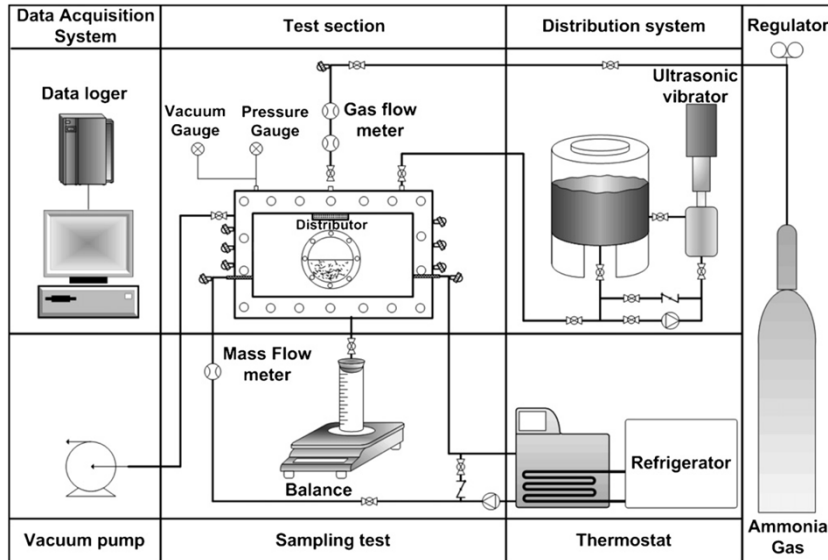 Data Acquisition
System
Test section
Distribution system
Regulator
Data loger
Vacuum
Gauge
Pressure
Gauge
Gas flow
meter
Ultrasonic
vibrator
Distributor
Mass Flow
meter
Balance
Refrigerator
Vacuum pump
Sampling test
Thermostat
Ammonia
Gas